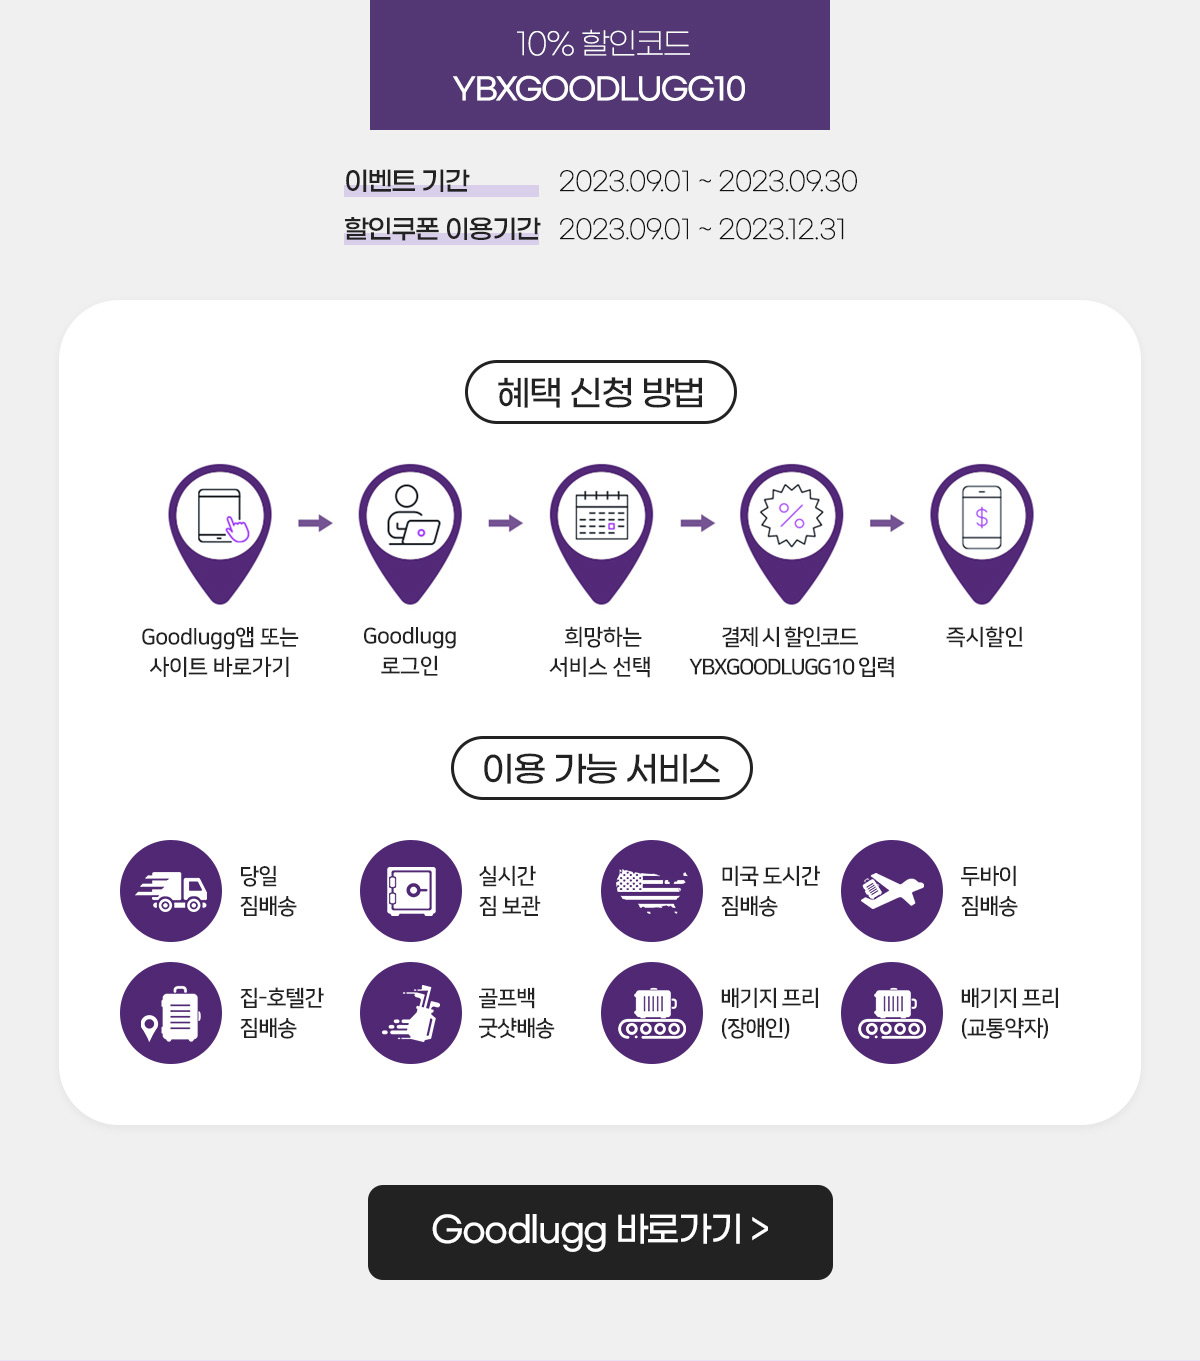 10% 할인코드
YBXGOODLUGG10
이벤트 기간 2023.09.01 ~ 2023.09.30
할인쿠폰 이용기간 2023.09.01 ~ 2023.12.31
혜택 신청 방법
%
$
Goodlugg앱 또는
사이트 바로가기
Goodlugg
로그인
희망하는
서비스 선택
결제 시 할인코드
YBXGOODLUGG10 입력
즉시할인
이용 가능 서비스
당일
짐배송
실시간
짐 보관
미국 도시간
짐배송
두바이
짐배송
집-호텔간
짐배송
골프백
굿샷배송
배기지 프리
(장애인)
배기지 프리
(교통약자)
Goodlugg 바로가기 >